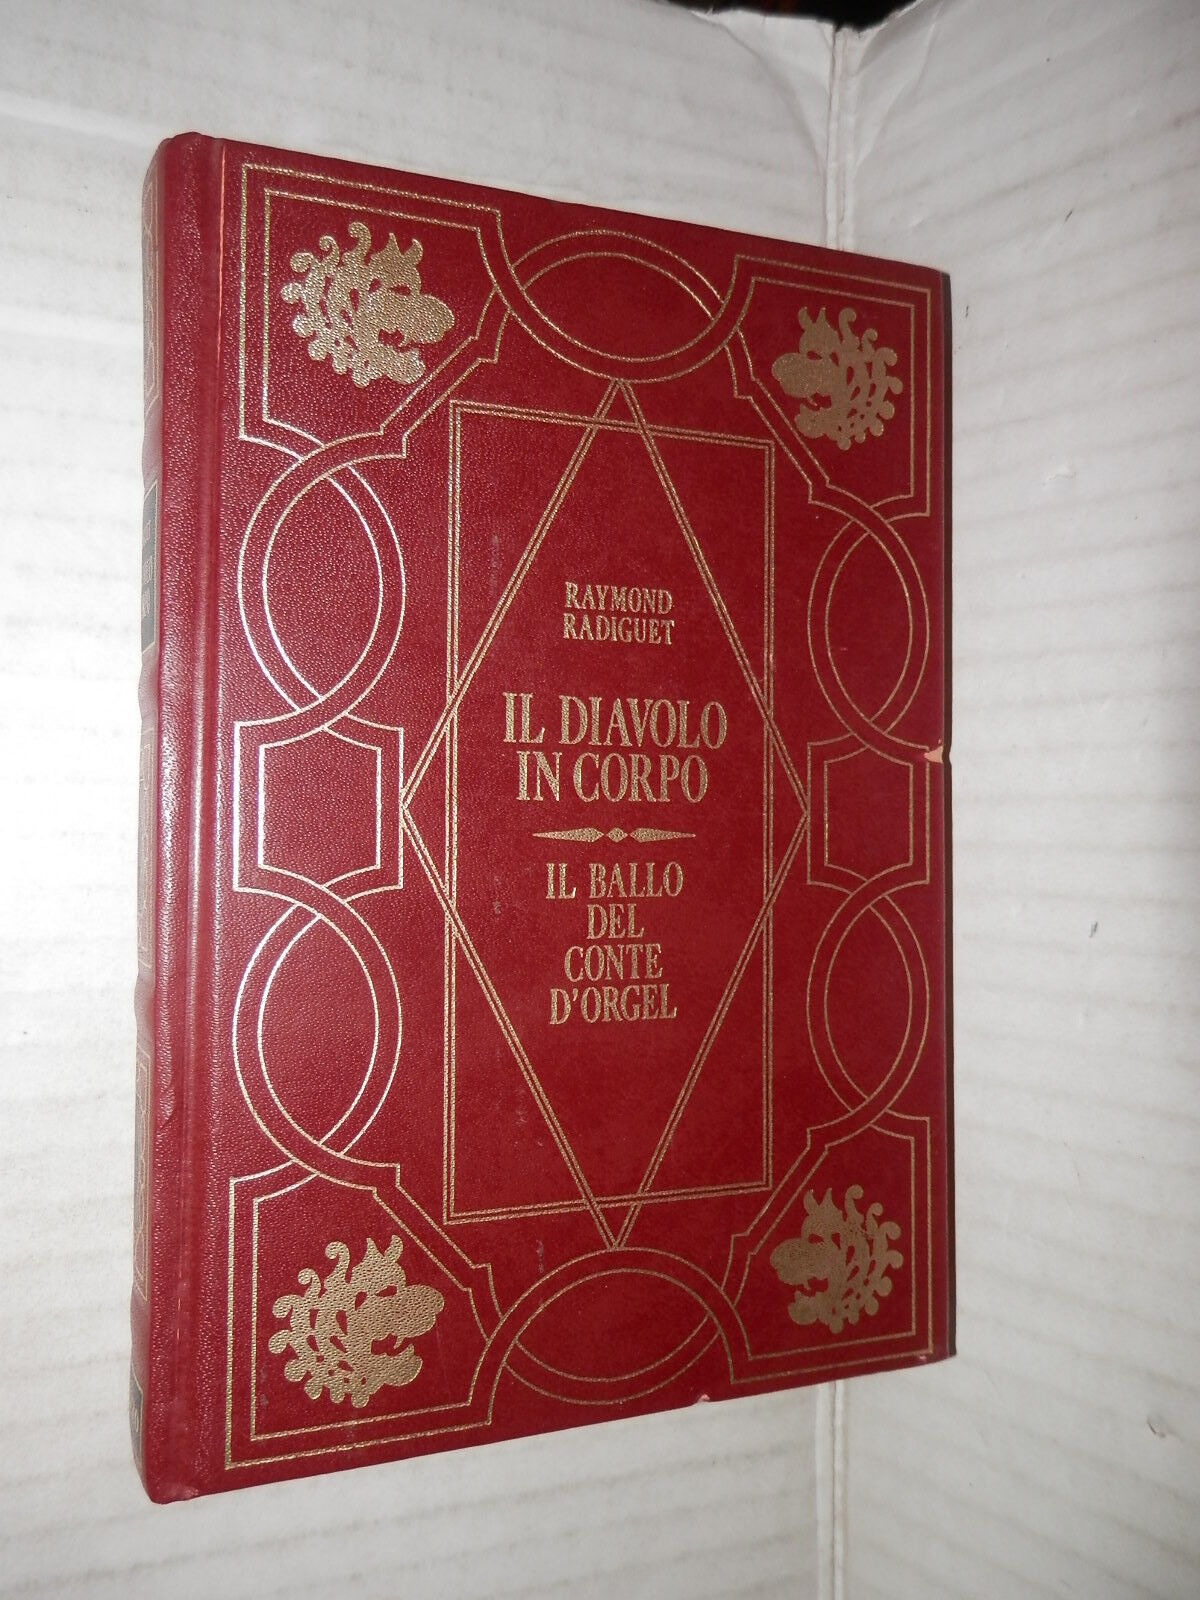 RAYMOND
RADIGUET
IL DIAVOLO
IN CORPO
IL BALLO
DEL
CONTE
D'ORGEL